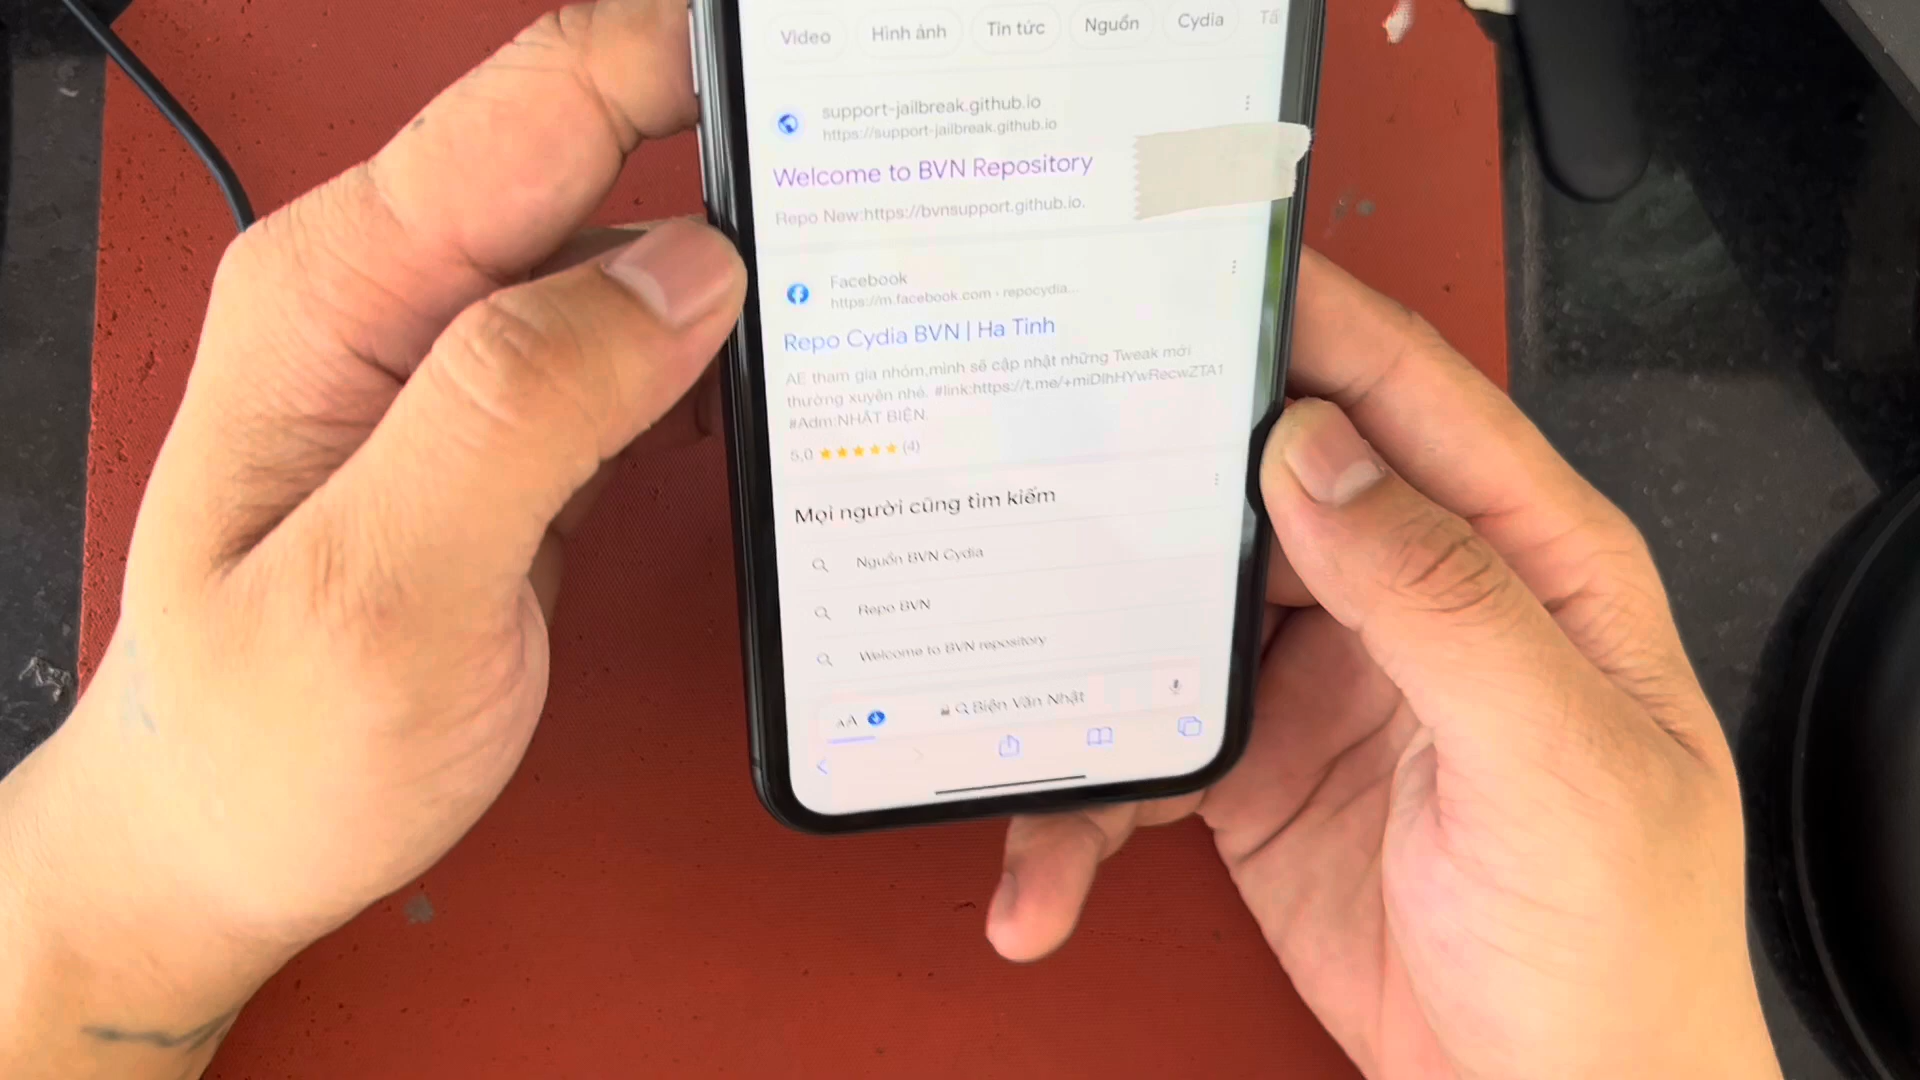 Video Hình ảnh Tin tức Nguồn Cydia Tấ
support-jailbreak.github.io
https://support-jailbreak.github.io
Welcome to BVN Repository
Repo New:https://bvnsupport.github.io.
Facebook
https://m.facebook.com › repocydia...
Repo Cydia BVN | Ha Tinh
AE tham gia nhóm,mình sẽ cập nhật những Tweak mới
thường xuyên nhé. #link:https://t.me/+miDlhHYwRecwZTA1
#Adm:NHẬT BIÊN.
5,0 ★★★★★ (4)
Mọi người cũng tìm kiếm
Nguồn BVN Cydia
Repo BVN
Welcome to BVN repository
AA Biện Văn Nhật